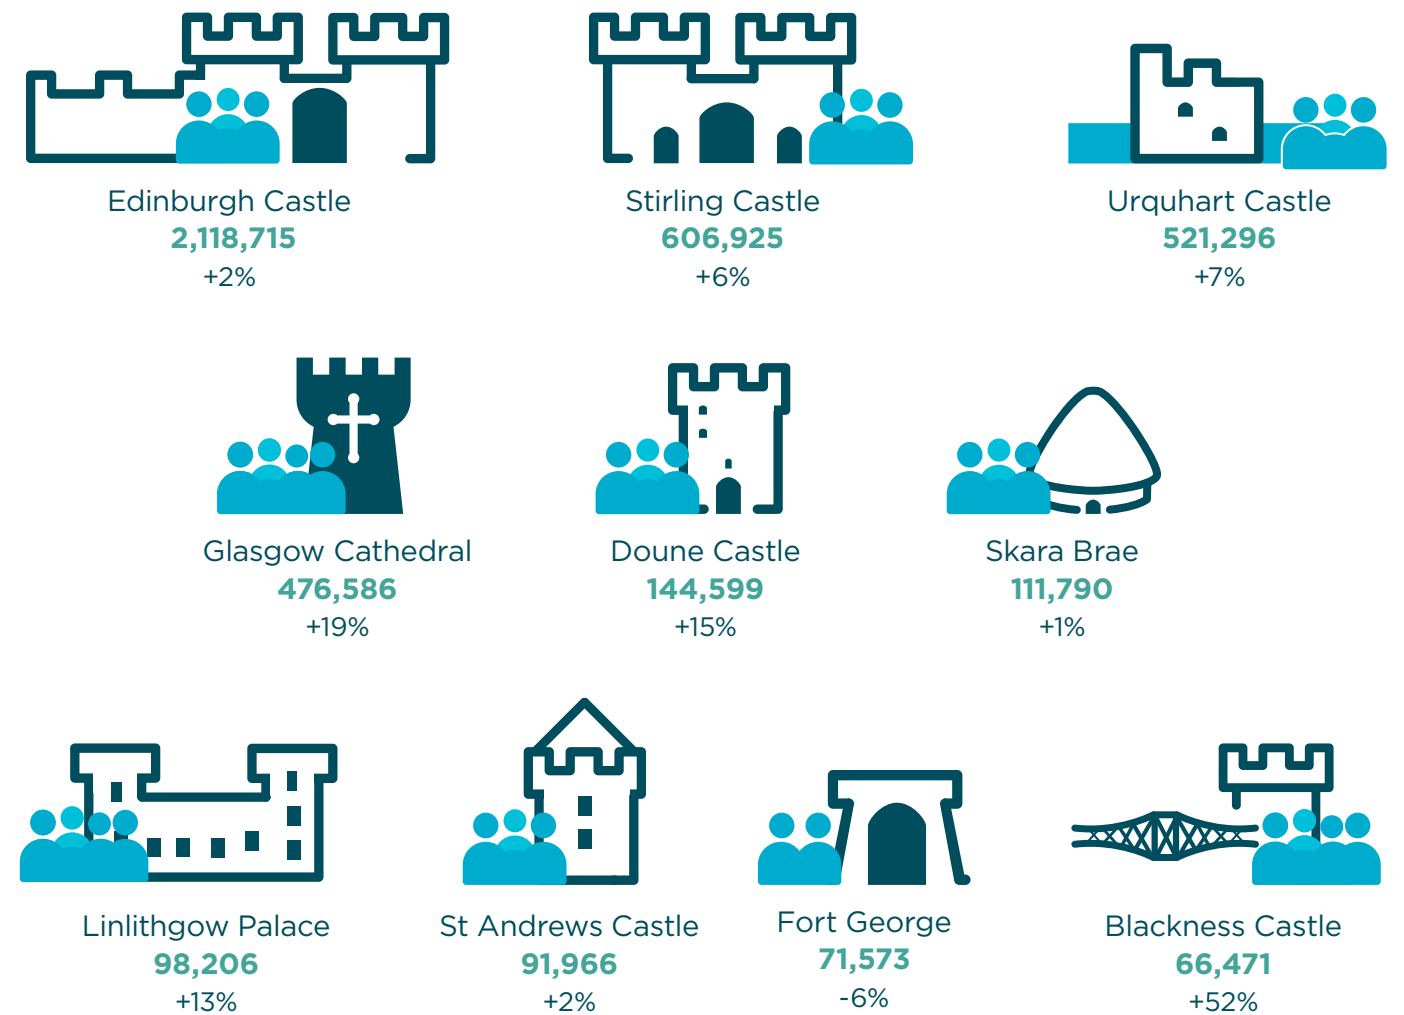 Edinburgh Castle
2,118,715
+2%
Stirling Castle
606,925
+6%
Urquhart Castle
521,296
+7%
Glasgow Cathedral
476,586
+19%
Doune Castle
144,599
+15%
Skara Brae
111,790
+1%
Linlithgow Palace
98,206
+13%
St Andrews Castle
91,966
+2%
Fort George
71,573
-6%
Blackness Castle
66,471
+52%